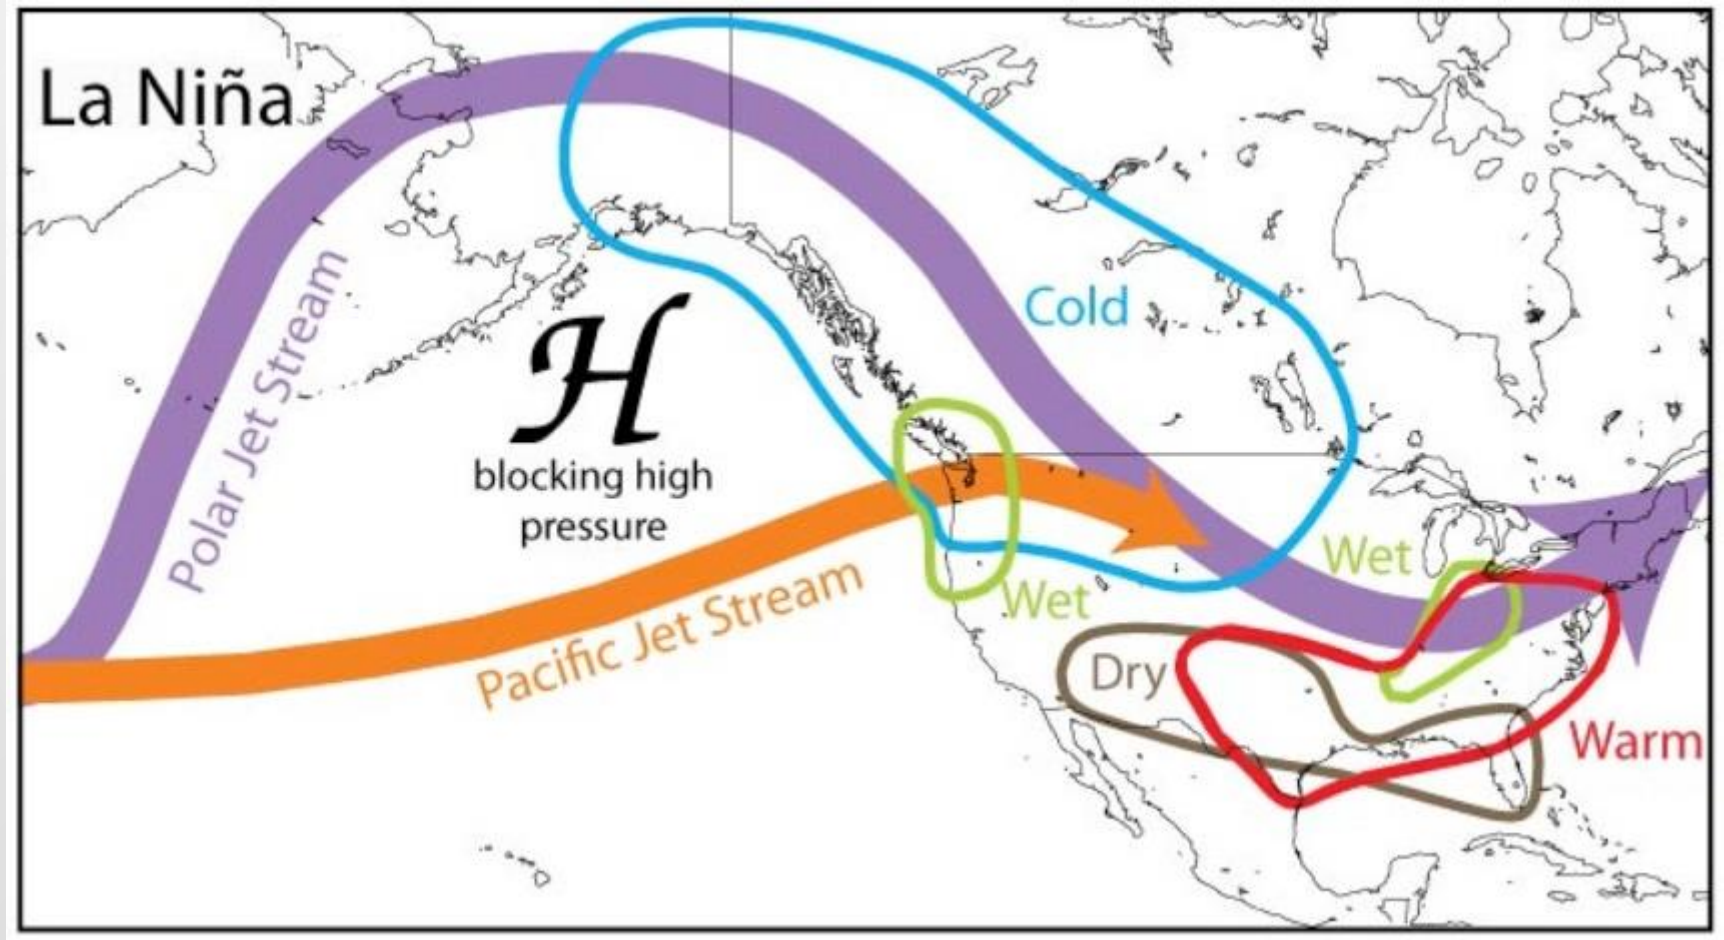 La Niña
Polar Jet Stream
H
blocking high
pressure
Cold
Pacific Jet Stream
Wet
Wet
Dry
Warm